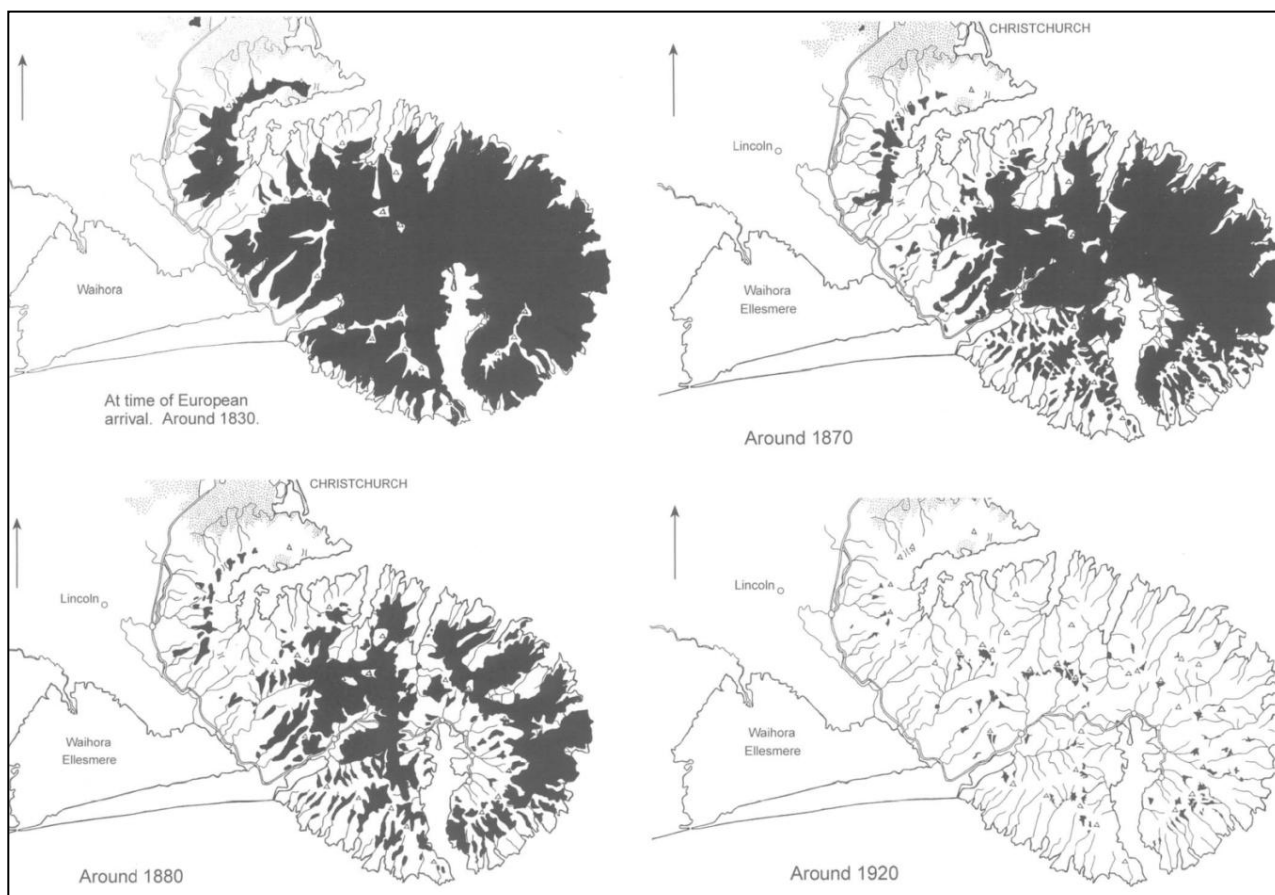 Waihora
At time of European
arrival. Around 1830.
CHRISTCHURCH
Lincoln
Waihora
Ellesmere
Around 1870
CHRISTCHURCH
Lincoln
Waihora
Ellesmere
Around 1880
Lincoln
Waihora
Ellesmere
Around 1920